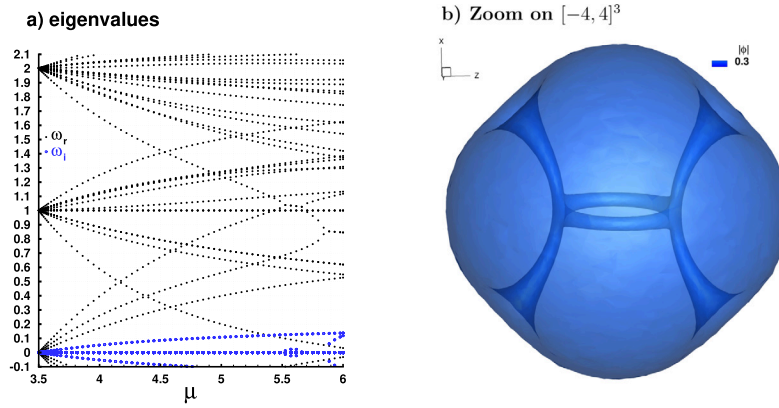 a) eigenvalues
2.1
2
1.9
1.8
1.7
1.6
1.5
1.4
1.3
1.2
1.1
1
0.9
0.8
0.7
0.6
0.5
0.4
0.3
0.2
0.1
0
-0.1
ωr
ωi
3.5 4 4.5 5 5.5 6
μ
b) Zoom on [−4, 4]³
x
z
|ϕ|
0.3